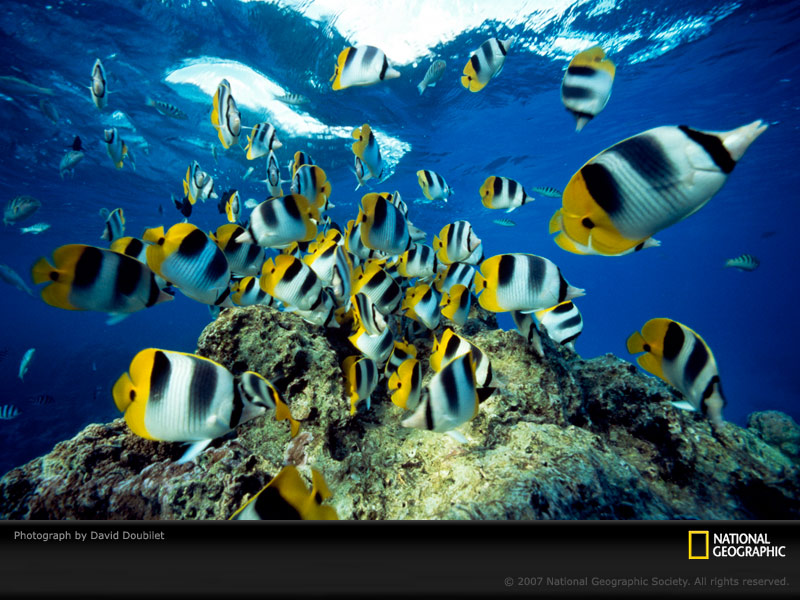 Photograph by David Doubilet
NATIONAL
GEOGRAPHIC
© 2007 National Geographic Society. All rights reserved.